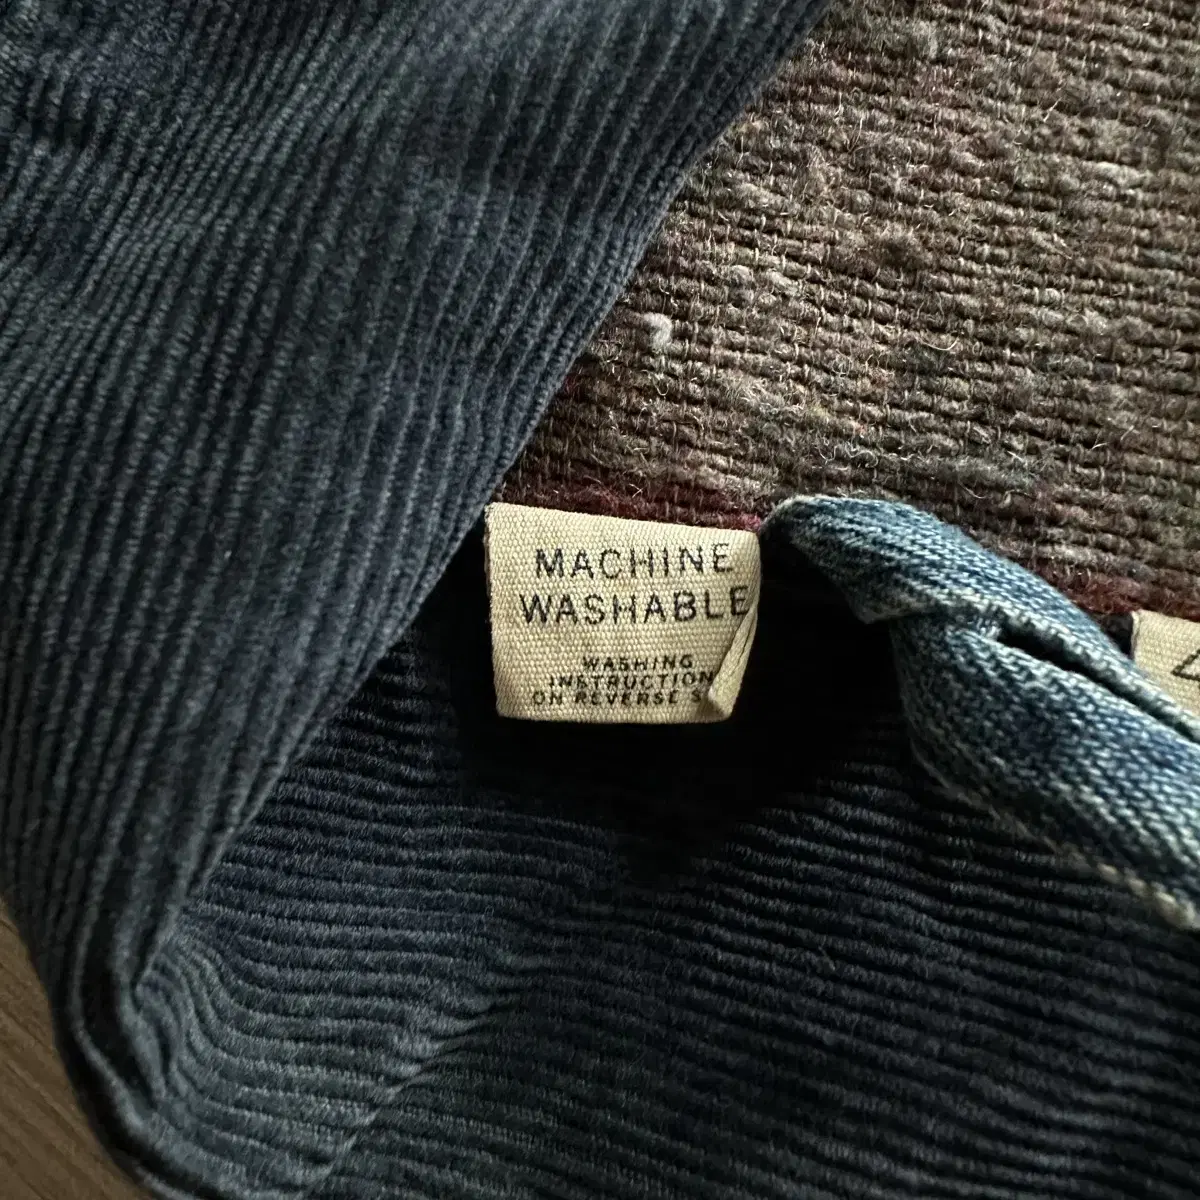 MACHINE
WASHABLE
WASHING
INSTRUCTION
ON REVERSE S